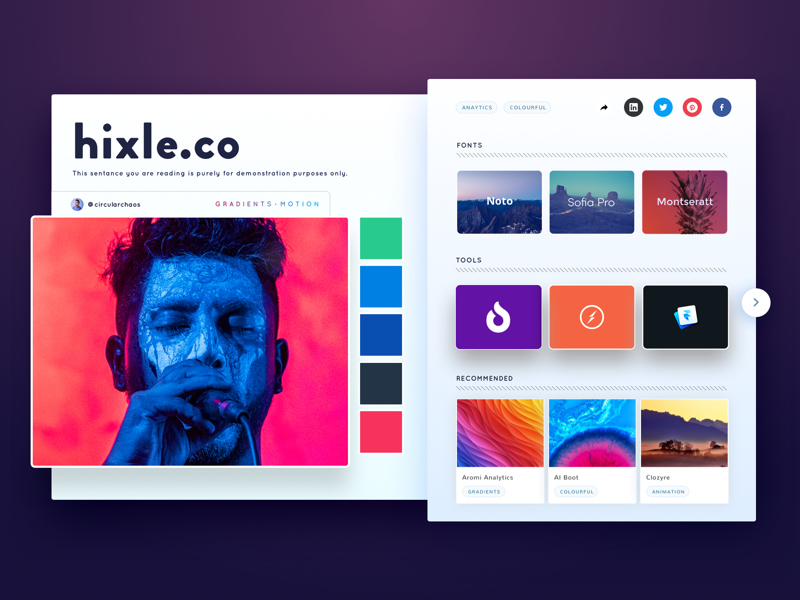 hixle.co
This sentance you are reading is purely for demonstration purposes only.
@circularchaos
GRADIENTS - MOTION
ANAYTICS
COLOURFUL
FONTS
Noto
Sofia Pro
Montseratt
TOOLS
RECOMMENDED
Aromi Analytics
GRADIENTS
AI Boot
COLOURFUL
Clozyre
ANIMATION